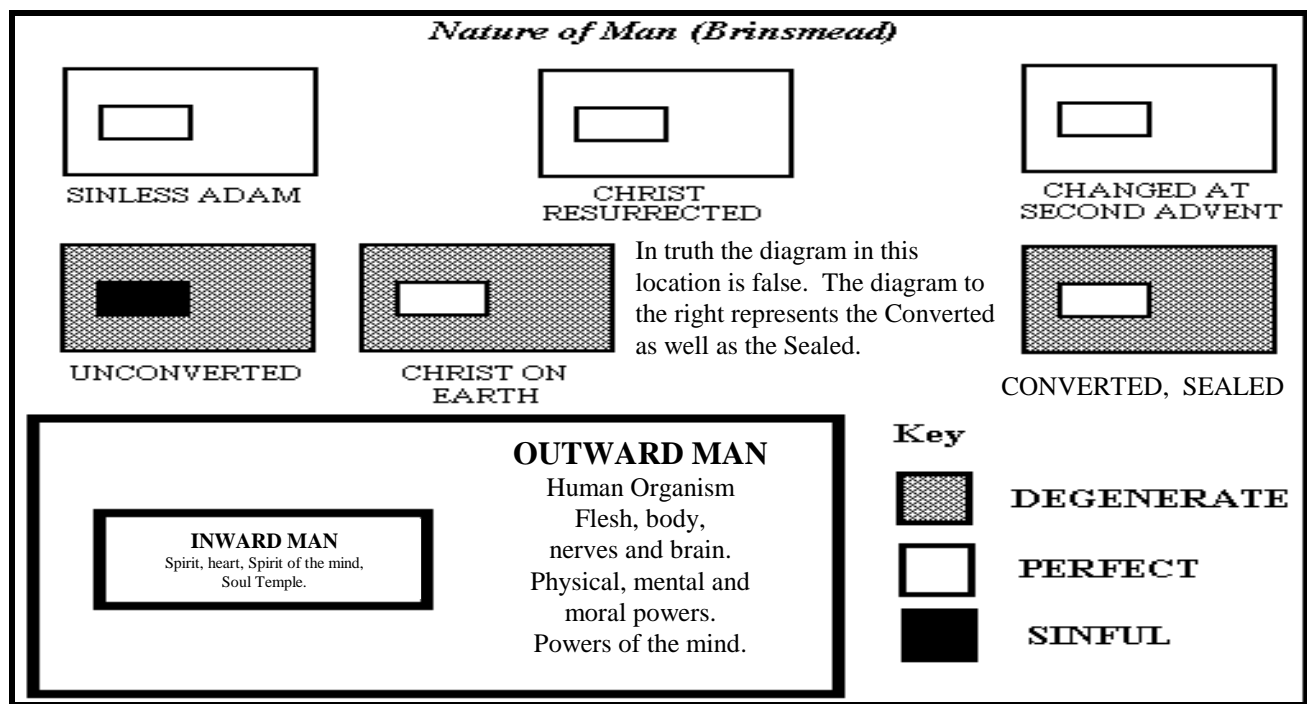 Nature of Man (Brinsmead)
SINLESS ADAM
CHRIST
RESURRECTED
CHANGED AT
SECOND ADVENT
UNCONVERTED
CHRIST ON
EARTH
In truth the diagram in this
location is false. The diagram to
the right represents the Converted
as well as the Sealed.
CONVERTED, SEALED
INWARD MAN
Spirit, heart, Spirit of the mind,
Soul Temple.
OUTWARD MAN
Human Organism
Flesh, body,
nerves and brain.
Physical, mental and
moral powers.
Powers of the mind.
Key
DEGENERATE
PERFECT
SINFUL